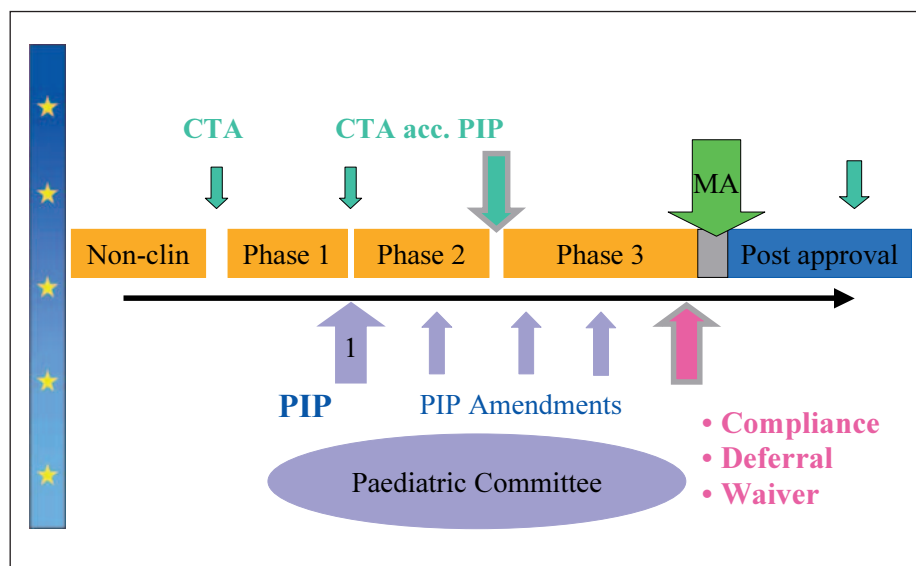 CTA
CTA acc. PIP
MA
Non-clin
Phase 1
Phase 2
Phase 3
Post approval
1
PIP
PIP Amendments
• Compliance
• Deferral
• Waiver
Paediatric Committee